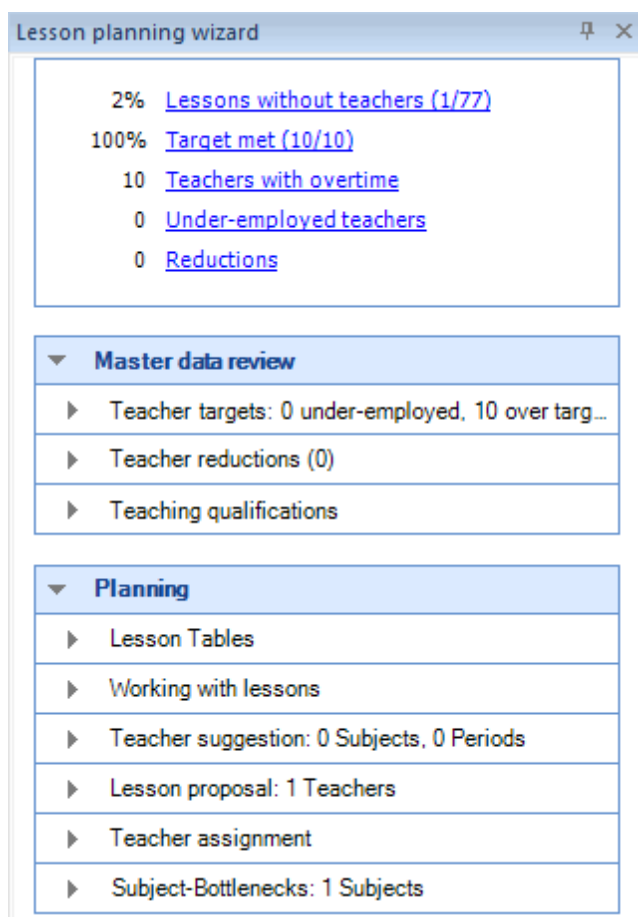 Lesson planning wizard
2% Lessons without teachers (1/77)
100% Target met (10/10)
10 Teachers with overtime
0 Under-employed teachers
0 Reductions
Master data review
Teacher targets: 0 under-employed, 10 over targ...
Teacher reductions (0)
Teaching qualifications
Planning
Lesson Tables
Working with lessons
Teacher suggestion: 0 Subjects, 0 Periods
Lesson proposal: 1 Teachers
Teacher assignment
Subject-Bottlenecks: 1 Subjects